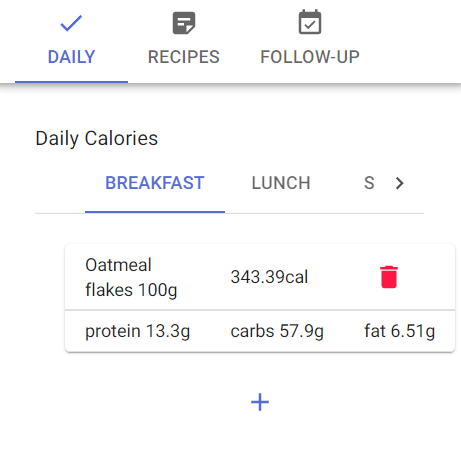 DAILY RECIPES FOLLOW-UP
Daily Calories
BREAKFAST LUNCH S
Oatmeal
flakes 100g
343.39cal
protein 13.3g carbs 57.9g fat 6.51g